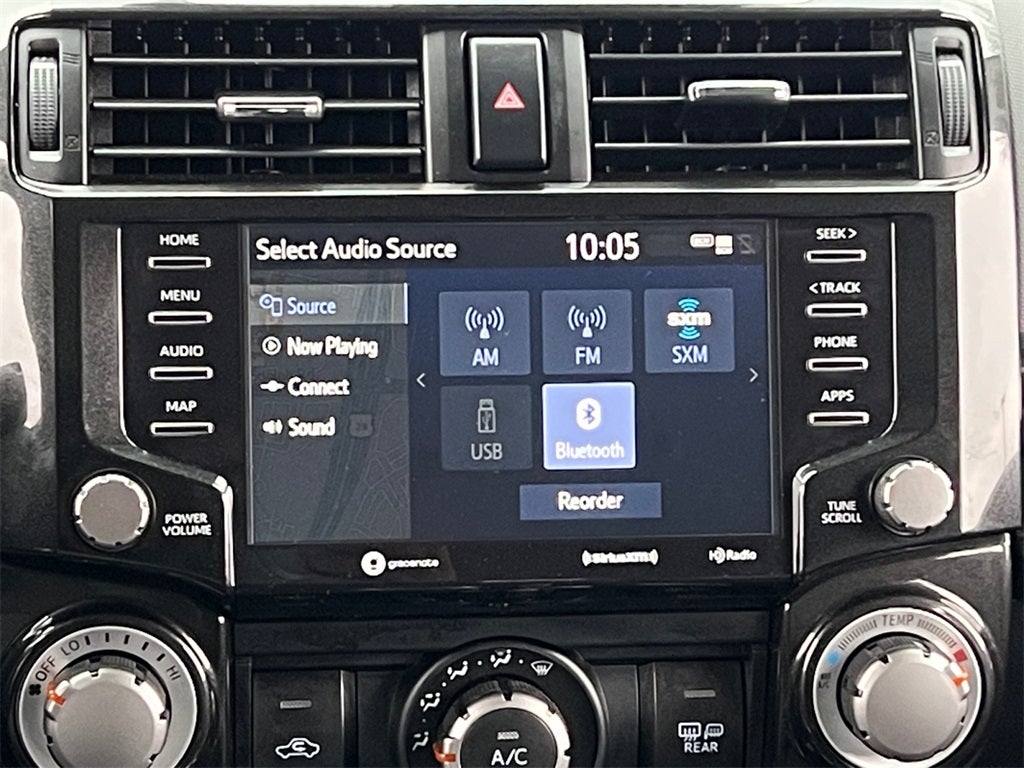 HOME
MENU
AUDIO
MAP
POWER
VOLUME
Select Audio Source 10:05
Source
Now Playing
Connect
Sound
AM
FM
sxm
SXM
USB
Bluetooth
Reorder
gracenote
SiriusXM
HD Radio
SEEK >
< TRACK
PHONE
APPS
TUNE
SCROLL
OFF LO HI
A/C
REAR
TEMP